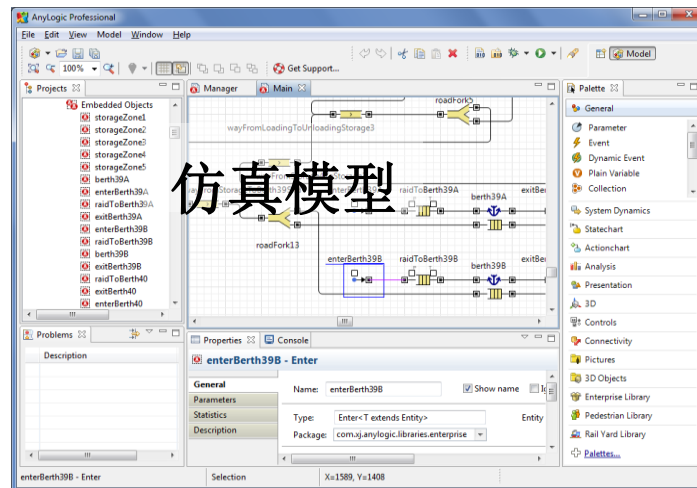 AnyLogic Professional
File Edit View Model Window Help
100% Get Support... Model
Projects
Embedded Objects
storageZone1
storageZone2
storageZone3
storageZone4
storageZone5
berth39A
enterBerth39A
raidToBerth39A
exitBerth39A
enterBerth39B
raidToBerth39B
berth39B
exitBerth39B
raidToBerth40
exitBerth40
enterBerth40
Manager Main
roadFork5
wayFromLoadingToUnloadingStorage3
仿真模型
raidToBerth39A
berth39A
exitBer
roadFork13
enterBerth39B
raidToBerth39B
berth39B
exitBer
Palette
General
Parameter
Event
Dynamic Event
Plain Variable
Collection
System Dynamics
Statechart
Actionchart
Analysis
Presentation
3D
Controls
Connectivity
Pictures
3D Objects
Enterprise Library
Pedestrian Library
Rail Yard Library
Palettes...
Problems
Description
Properties Console
enterBerth39B - Enter
General
Parameters
Statistics
Description
Name: enterBerth39B Show name
Type: Enter<T extends Entity> Entity
Package: com.xj.anylogic.libraries.enterprise
enterBerth39B - Enter Selection X=1589, Y=1408